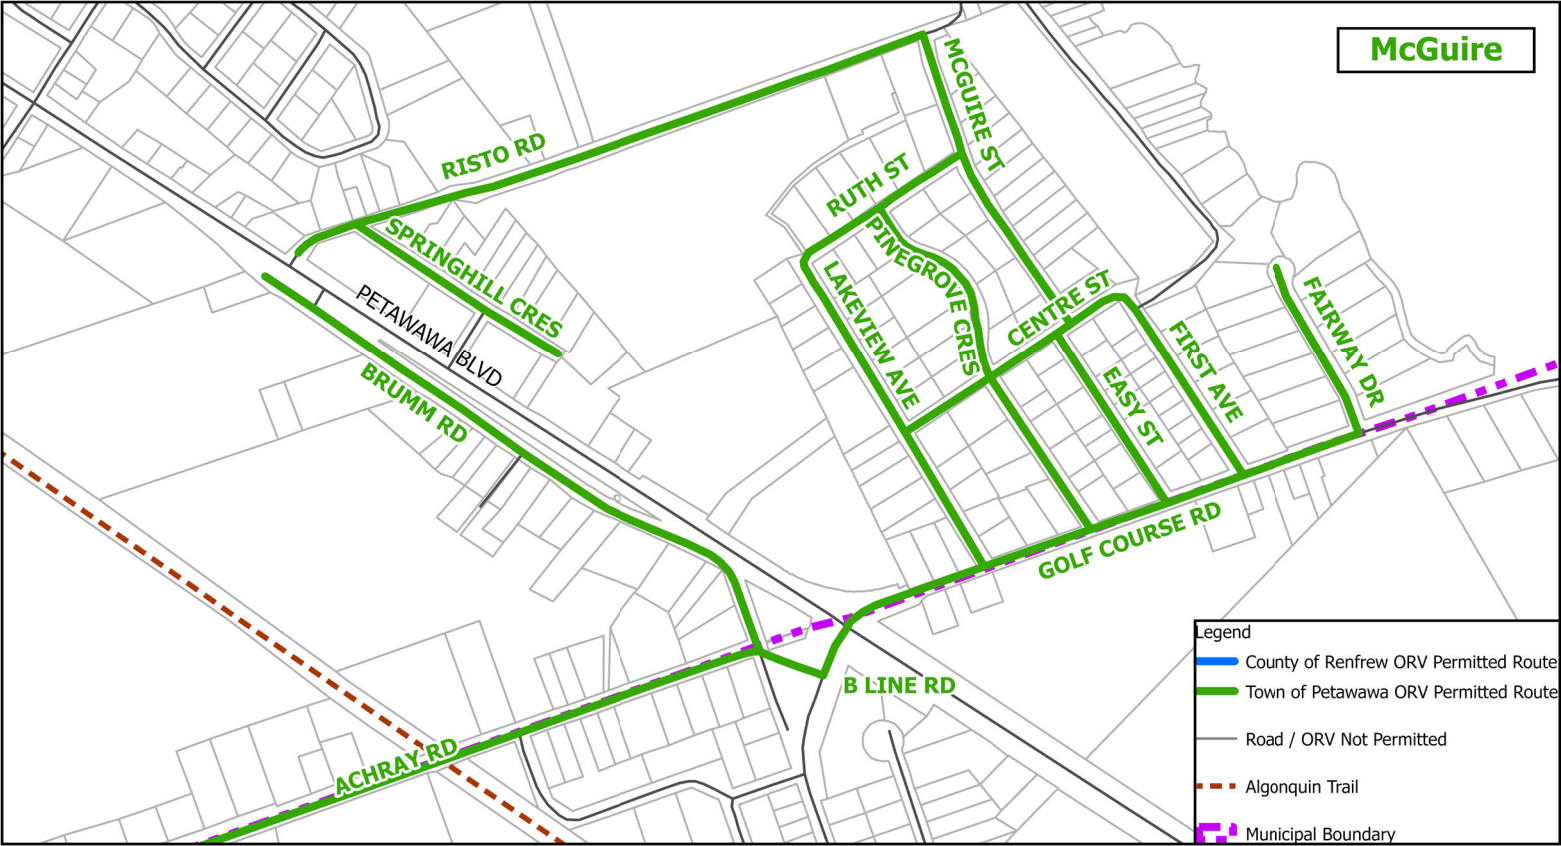 McGuire
MCGUIRE ST
RISTO RD
RUTH ST
SPRINGHILL CRES
PINEGROVE CRES
LAKEVIEW AVE
CENTRE ST
FAIRWAY DR
PETAWAWA BLVD
FIRST AVE
EASY ST
BRUMM RD
GOLF COURSE RD
B LINE RD
ACHRAY RD
Legend
County of Renfrew ORV Permitted Route
Town of Petawawa ORV Permitted Route
Road / ORV Not Permitted
Algonquin Trail
Municipal Boundary